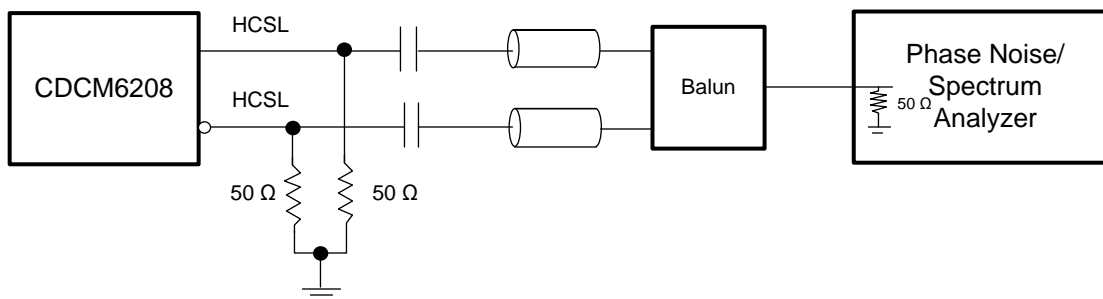 HCSL
CDCM6208
HCSL
50 Ω
50 Ω
Balun
Phase Noise/
Spectrum
Analyzer
50 Ω